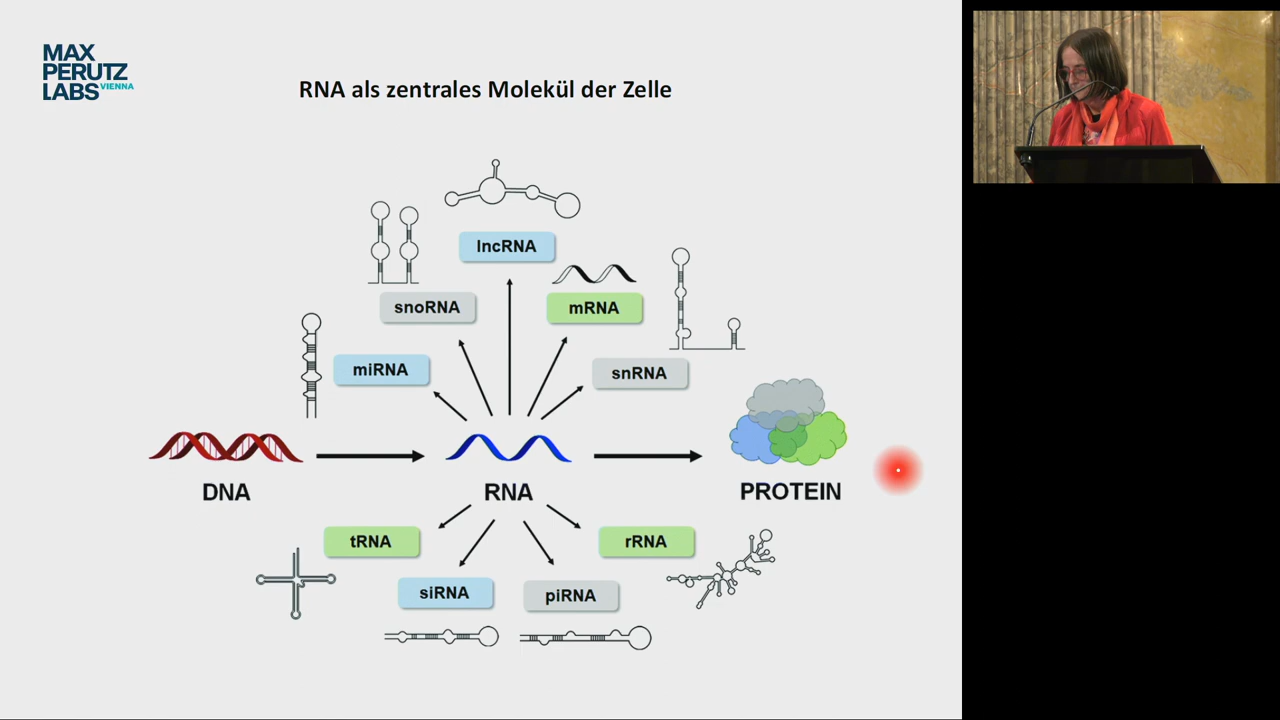 MAX
PERUTZ
LABS VIENNA
RNA als zentrales Molekül der Zelle
lncRNA
snoRNA
mRNA
miRNA
snRNA
DNA
RNA
PROTEIN
tRNA
rRNA
siRNA
piRNA